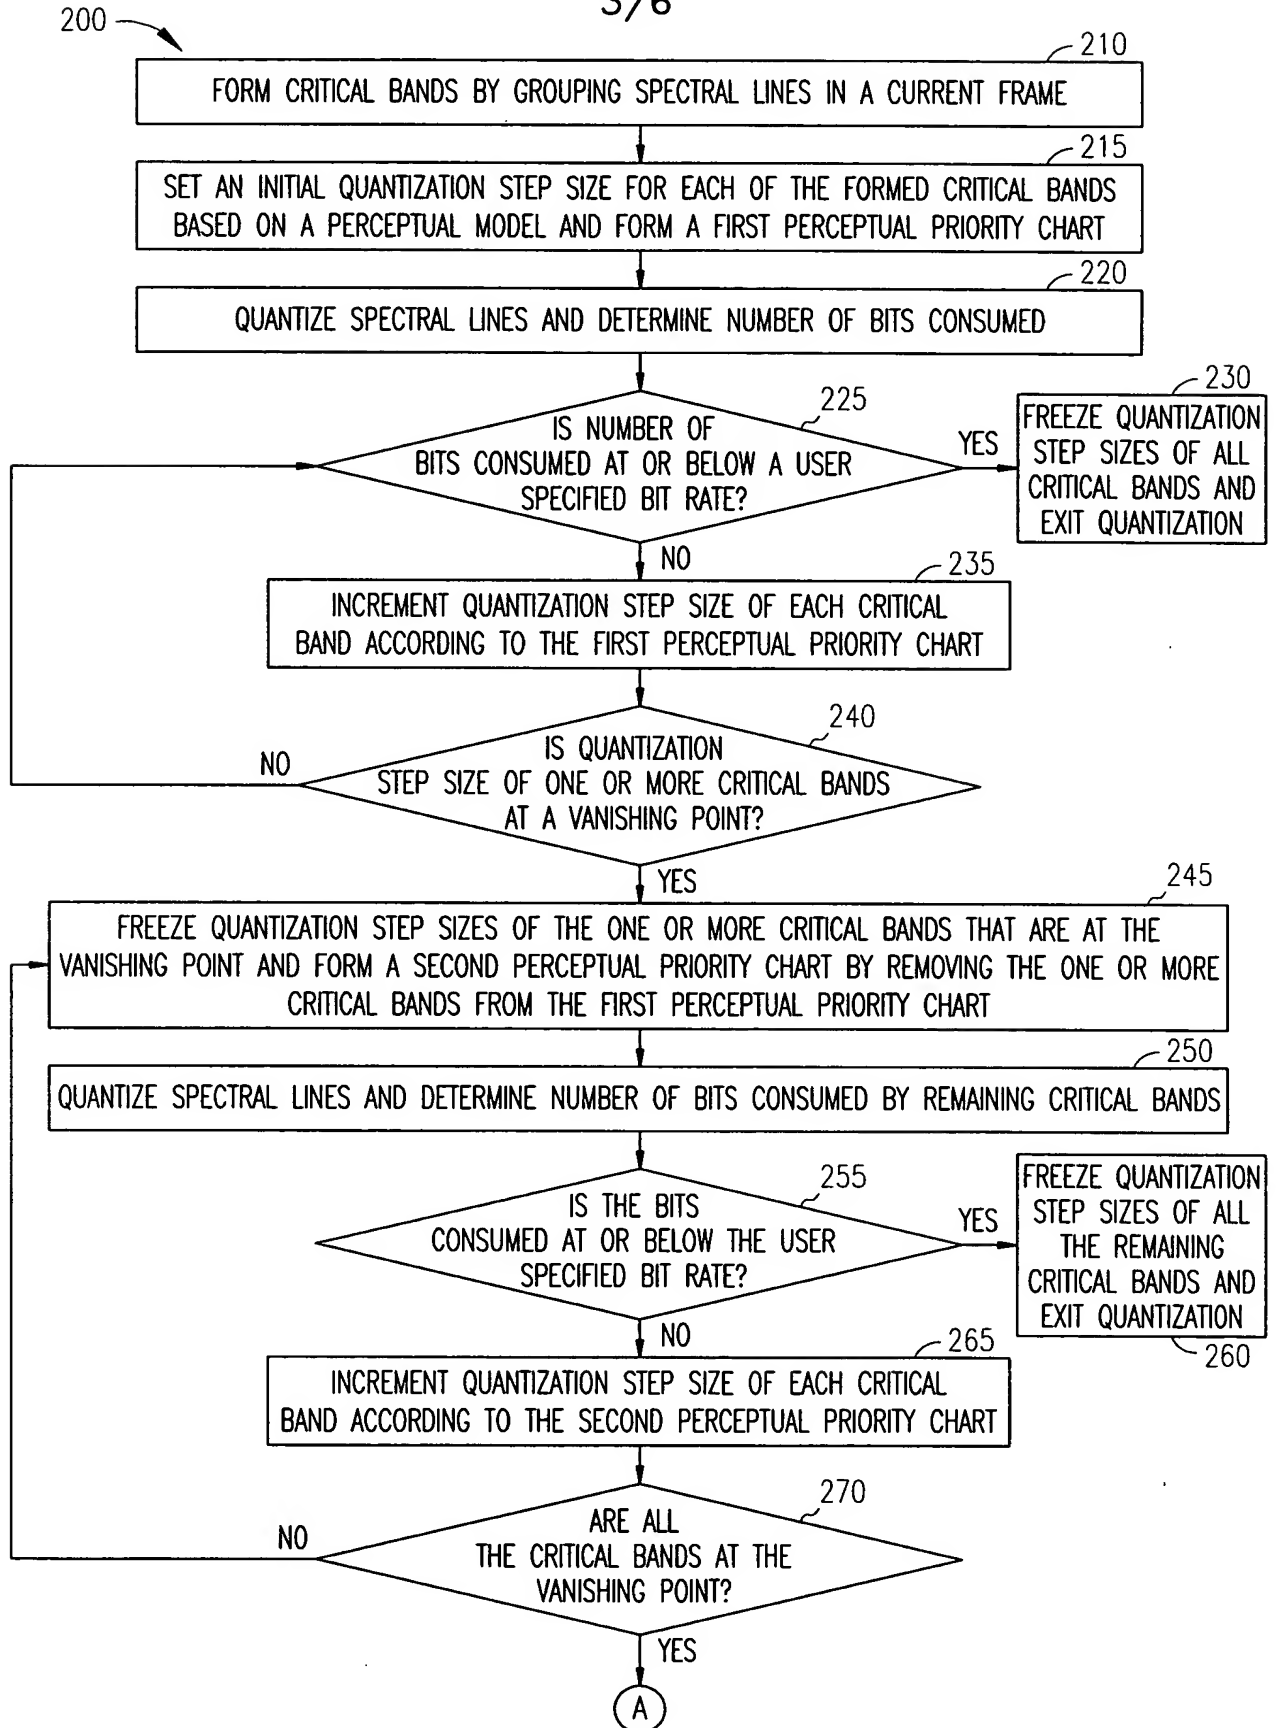 3/6
200
210
FORM CRITICAL BANDS BY GROUPING SPECTRAL LINES IN A CURRENT FRAME
215
SET AN INITIAL QUANTIZATION STEP SIZE FOR EACH OF THE FORMED CRITICAL BANDS
BASED ON A PERCEPTUAL MODEL AND FORM A FIRST PERCEPTUAL PRIORITY CHART
220
QUANTIZE SPECTRAL LINES AND DETERMINE NUMBER OF BITS CONSUMED
225
IS NUMBER OF
BITS CONSUMED AT OR BELOW A USER
SPECIFIED BIT RATE?
YES
230
FREEZE QUANTIZATION
STEP SIZES OF ALL
CRITICAL BANDS AND
EXIT QUANTIZATION
NO
235
INCREMENT QUANTIZATION STEP SIZE OF EACH CRITICAL
BAND ACCORDING TO THE FIRST PERCEPTUAL PRIORITY CHART
240
IS QUANTIZATION
STEP SIZE OF ONE OR MORE CRITICAL BANDS
AT A VANISHING POINT?
NO
YES
245
FREEZE QUANTIZATION STEP SIZES OF THE ONE OR MORE CRITICAL BANDS THAT ARE AT THE
VANISHING POINT AND FORM A SECOND PERCEPTUAL PRIORITY CHART BY REMOVING THE ONE OR MORE
CRITICAL BANDS FROM THE FIRST PERCEPTUAL PRIORITY CHART
250
QUANTIZE SPECTRAL LINES AND DETERMINE NUMBER OF BITS CONSUMED BY REMAINING CRITICAL BANDS
255
IS THE BITS
CONSUMED AT OR BELOW THE USER
SPECIFIED BIT RATE?
YES
FREEZE QUANTIZATION
STEP SIZES OF ALL
THE REMAINING
CRITICAL BANDS AND
EXIT QUANTIZATION
260
NO
265
INCREMENT QUANTIZATION STEP SIZE OF EACH CRITICAL
BAND ACCORDING TO THE SECOND PERCEPTUAL PRIORITY CHART
270
ARE ALL
THE CRITICAL BANDS AT THE
VANISHING POINT?
NO
YES
A